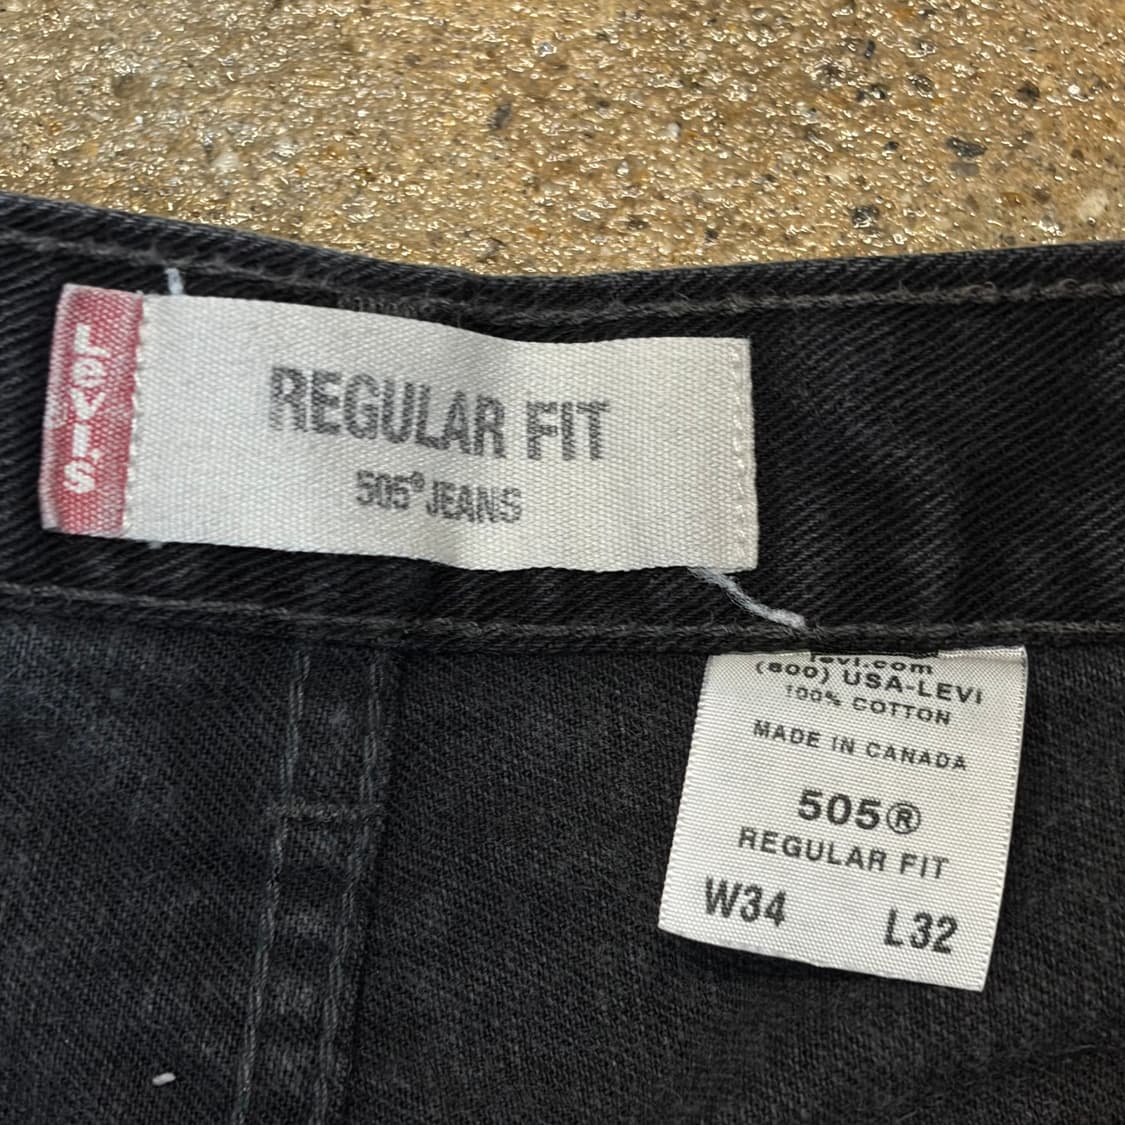 Levi's
REGULAR FIT
505® JEANS
levi.com
(800) USA-LEVI
100% COTTON
MADE IN CANADA
505®
REGULAR FIT
W34 L32